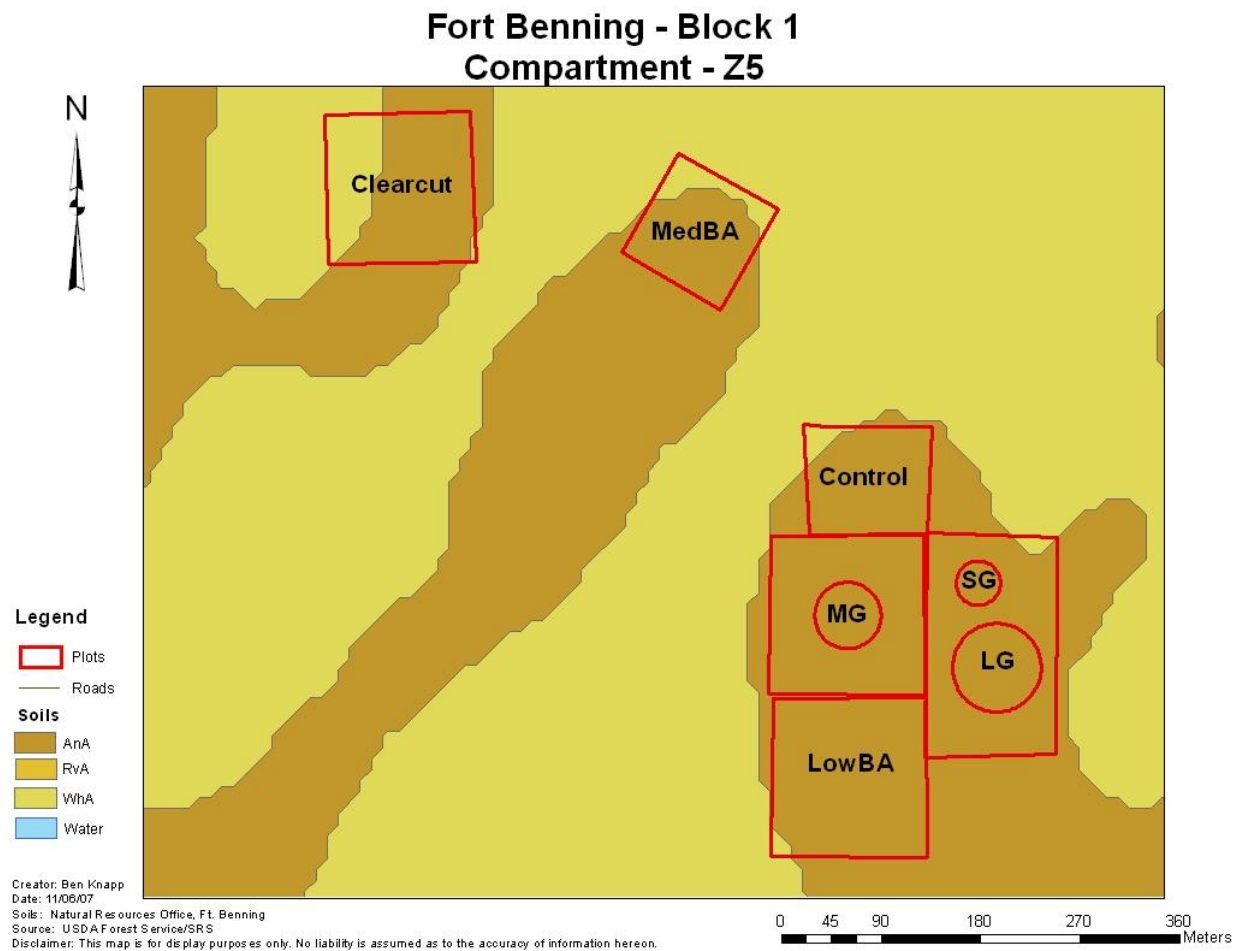 Fort Benning - Block 1
Compartment - Z5
N
Clearcut
MedBA
Control
SG
MG
LG
LowBA
Legend
Plots
Roads
Soils
AnA
RvA
WhA
Water
Creator: Ben Knapp
Date: 11/06/07
Soils: Natural Resources Office, Ft. Benning
Source: USDA Forest Service/SRS
Disclaimer: This map is for display purposes only. No liability is assumed as to the accuracy of information hereon.
0 45 90 180 270 360
Meters